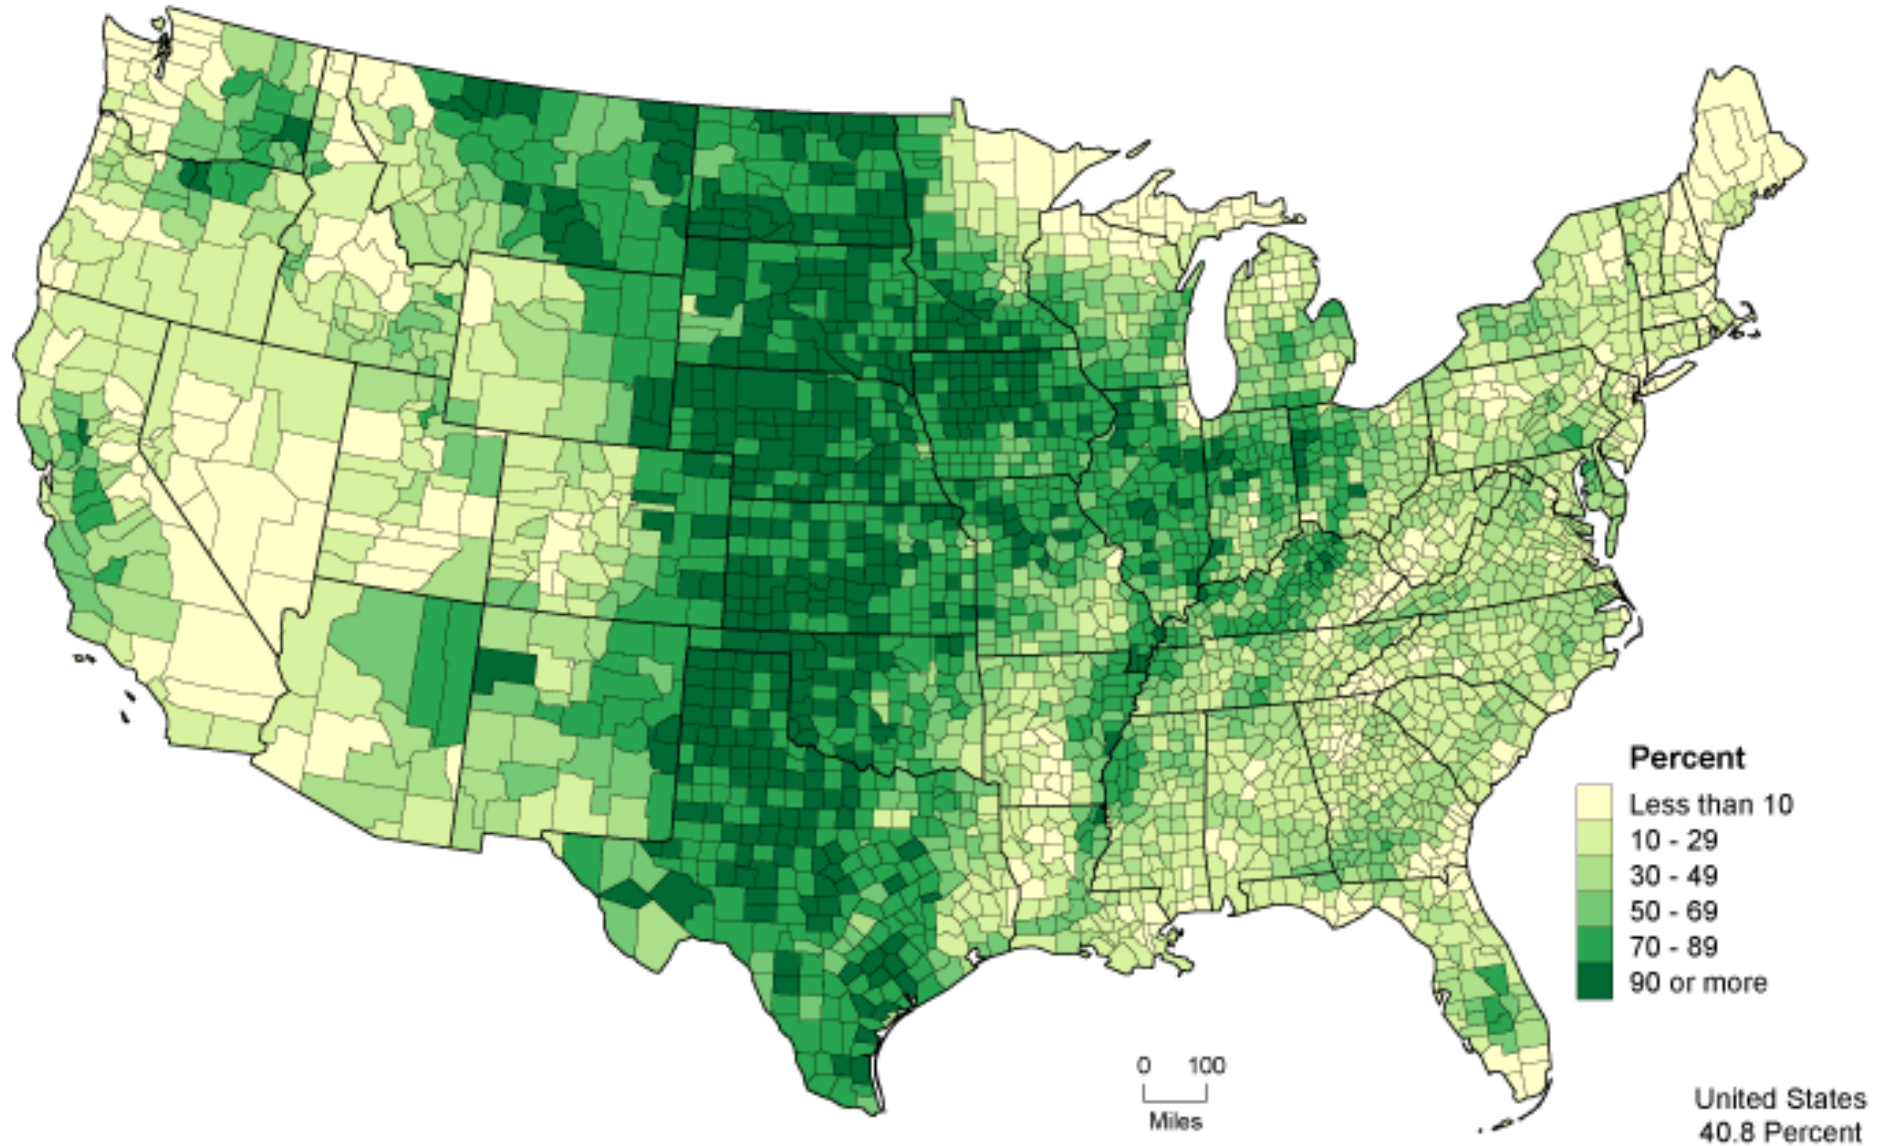 Percent
Less than 10
10 - 29
30 - 49
50 - 69
70 - 89
90 or more
0 100
Miles
United States
40.8 Percent